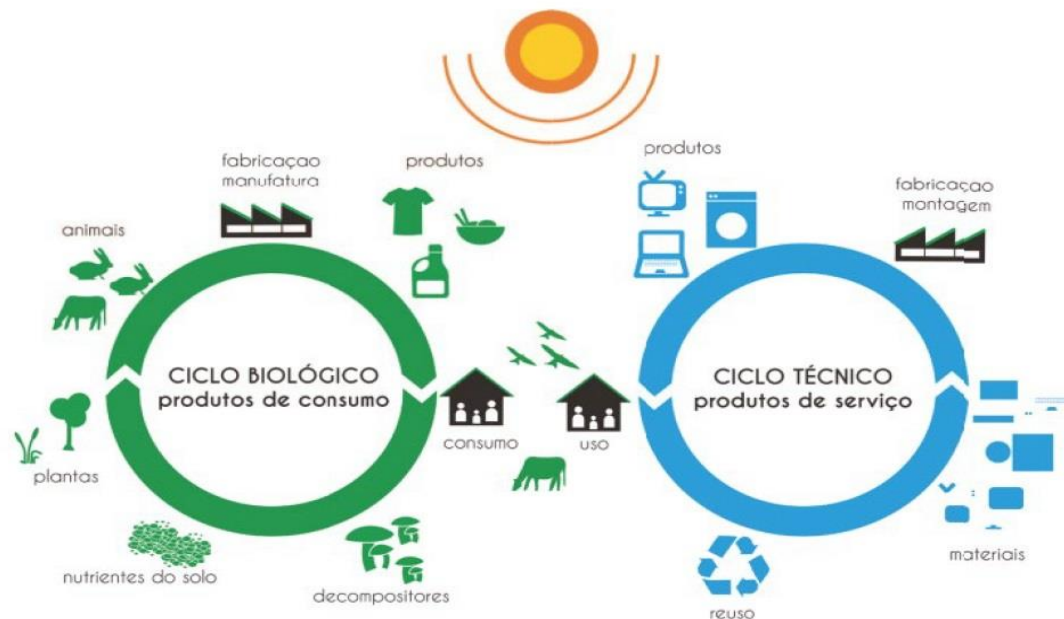 fabricaçao
manufatura
produtos
animais
CICLO BIOLÓGICO
produtos de consumo
consumo
plantas
nutrientes do solo
decompositores
produtos
fabricaçao
montagem
CICLO TÉCNICO
produtos de serviço
uso
materiais
reuso